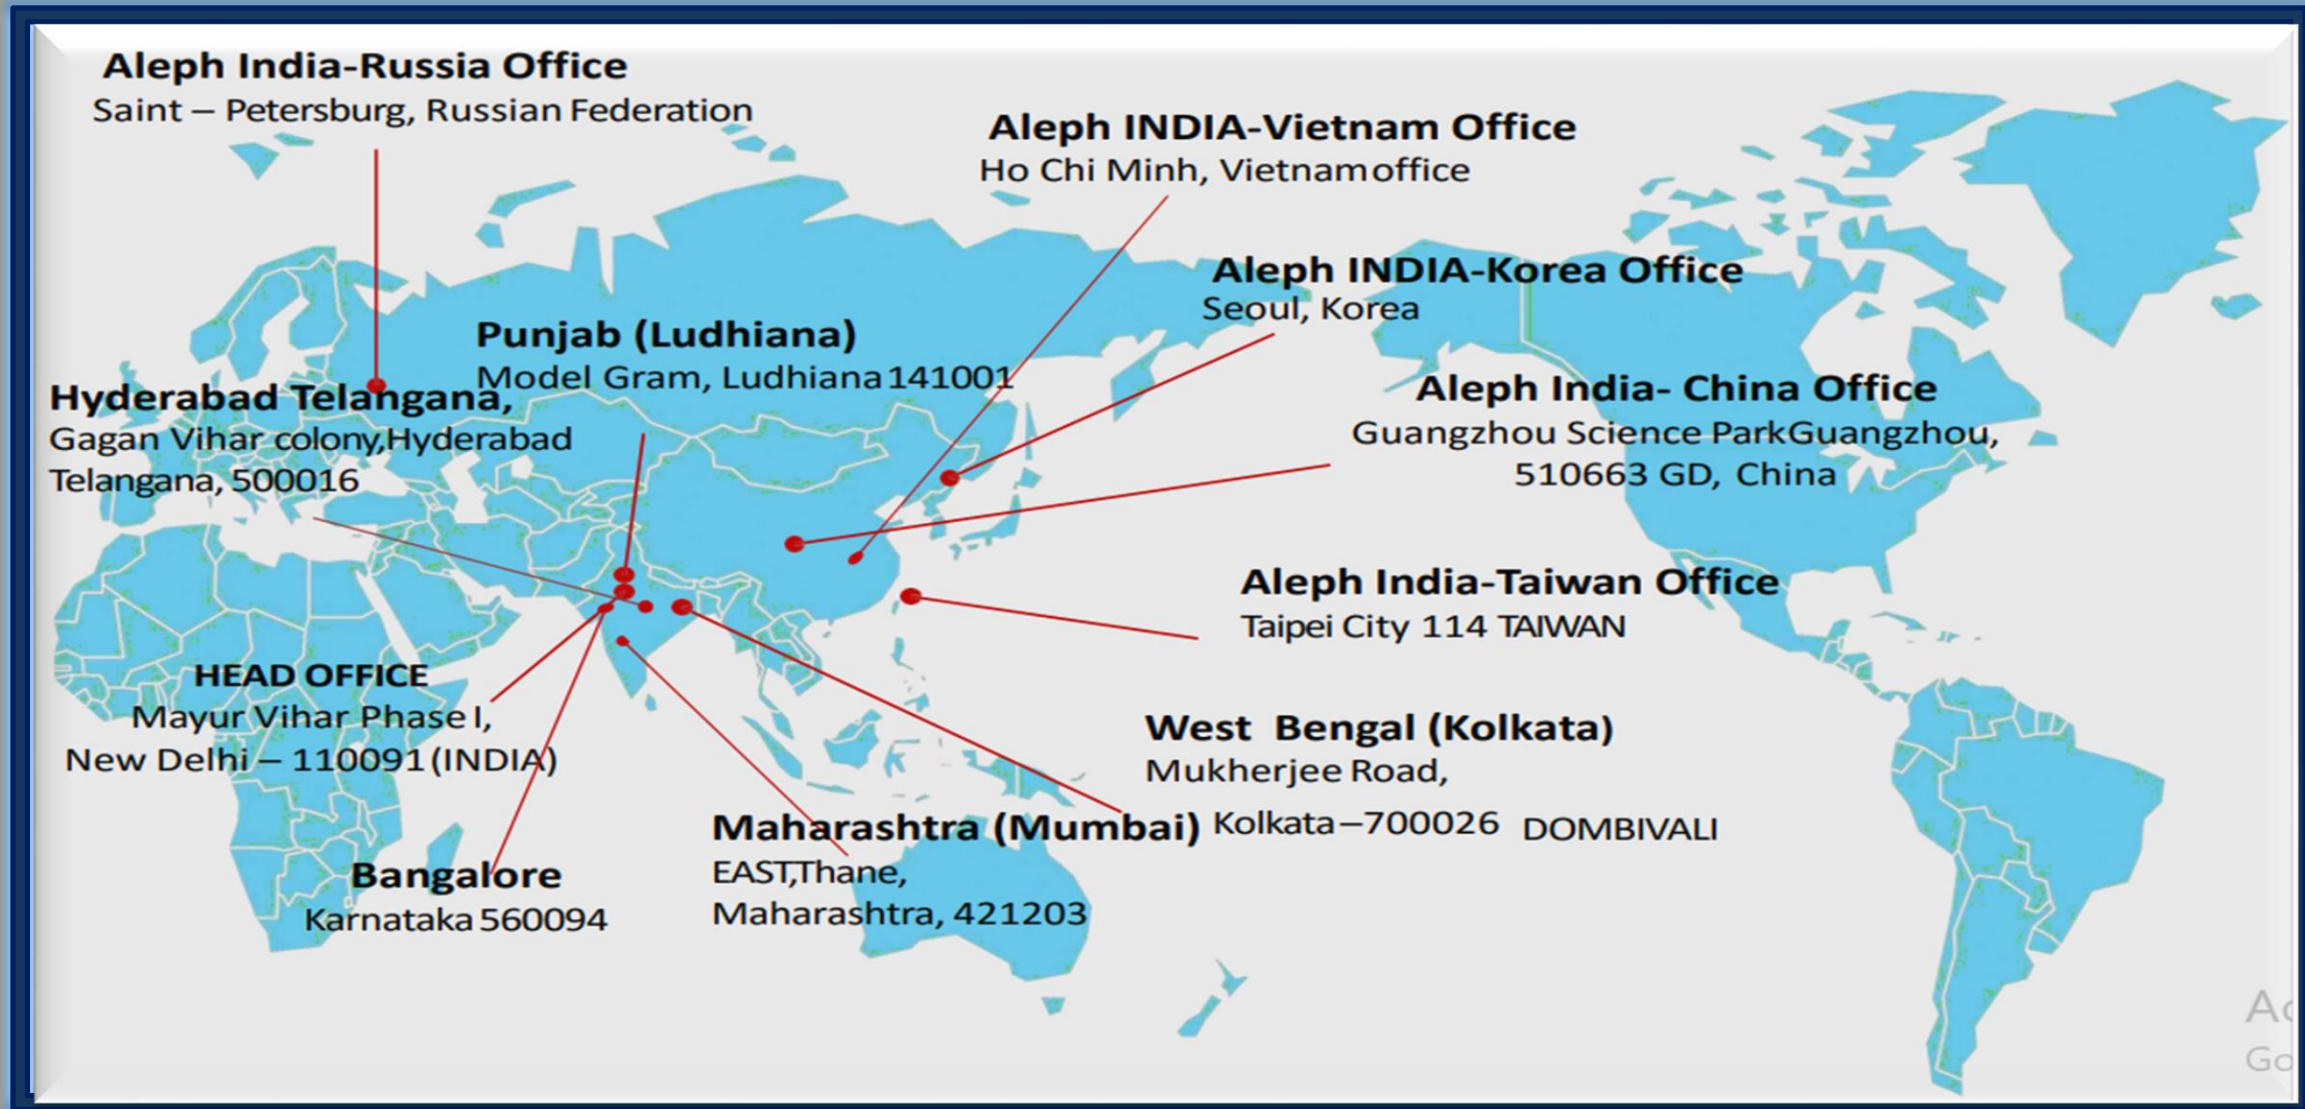 Aleph India-Russia Office
Saint – Petersburg, Russian Federation
Aleph INDIA-Vietnam Office
Ho Chi Minh, Vietnam office
Aleph INDIA-Korea Office
Seoul, Korea
Punjab (Ludhiana)
Model Gram, Ludhiana 141001
Hyderabad Telangana,
Gagan Vihar colony,Hyderabad
Telangana, 500016
Aleph India- China Office
Guangzhou Science ParkGuangzhou,
510663 GD, China
Aleph India-Taiwan Office
Taipei City 114 TAIWAN
HEAD OFFICE
Mayur Vihar Phase I,
New Delhi – 110091 (INDIA)
West Bengal (Kolkata)
Mukherjee Road,
Kolkata –700026 DOMBIVALI
Maharashtra (Mumbai)
EAST,Thane,
Maharashtra, 421203
Bangalore
Karnataka 560094